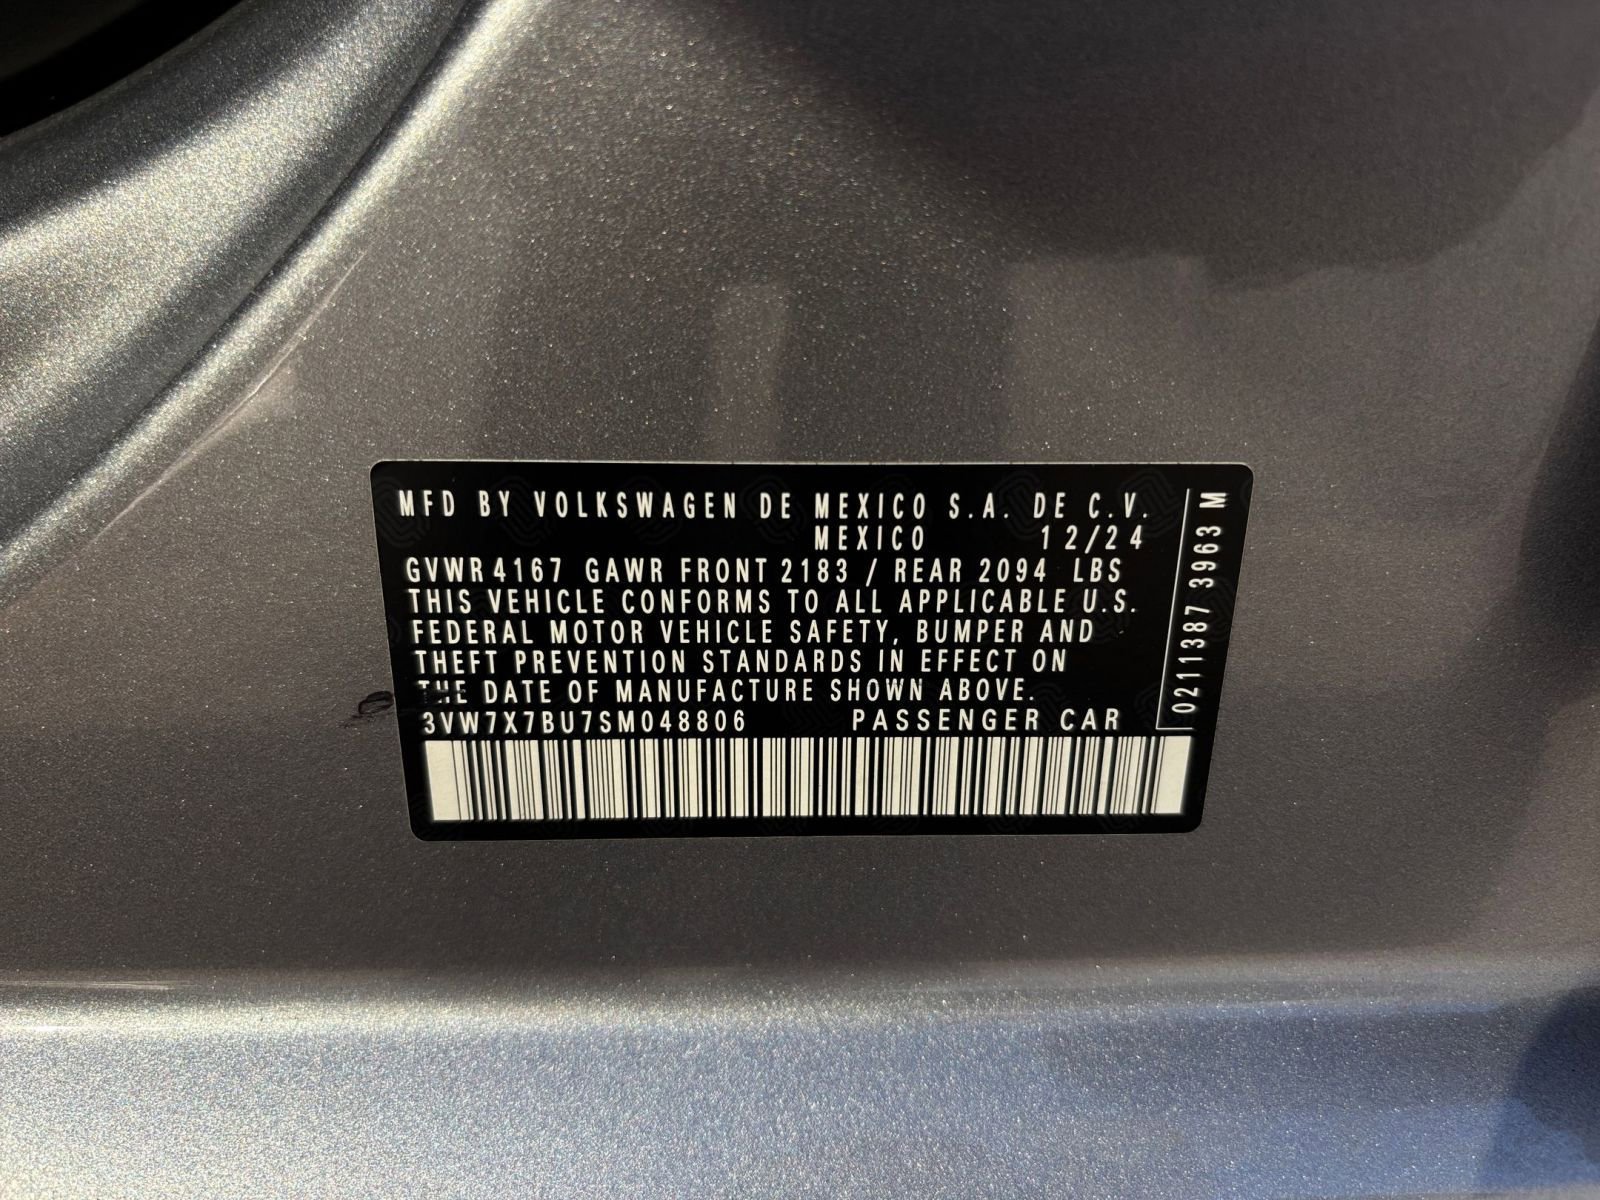 MFD BY VOLKSWAGEN DE MEXICO S.A. DE C.V.
MEXICO 12/24
GVWR 4167 GAWR FRONT 2183 / REAR 2094 LBS
THIS VEHICLE CONFORMS TO ALL APPLICABLE U.S.
FEDERAL MOTOR VEHICLE SAFETY, BUMPER AND
THEFT PREVENTION STANDARDS IN EFFECT ON
THE DATE OF MANUFACTURE SHOWN ABOVE.
3VW7X7BU7SM048806 PASSENGER CAR
0211387 3963 M